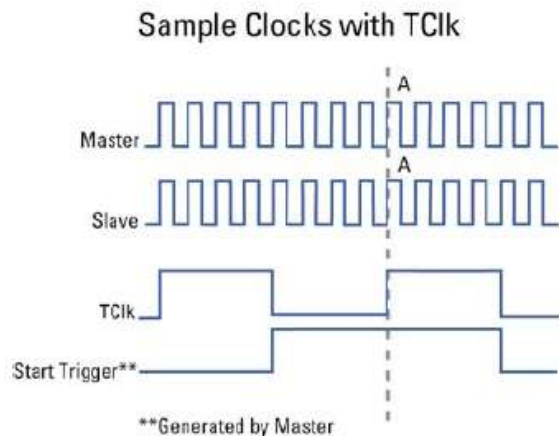 Sample Clocks with TClk
A
Master
A
Slave
TClk
Start Trigger**
**Generated by Master